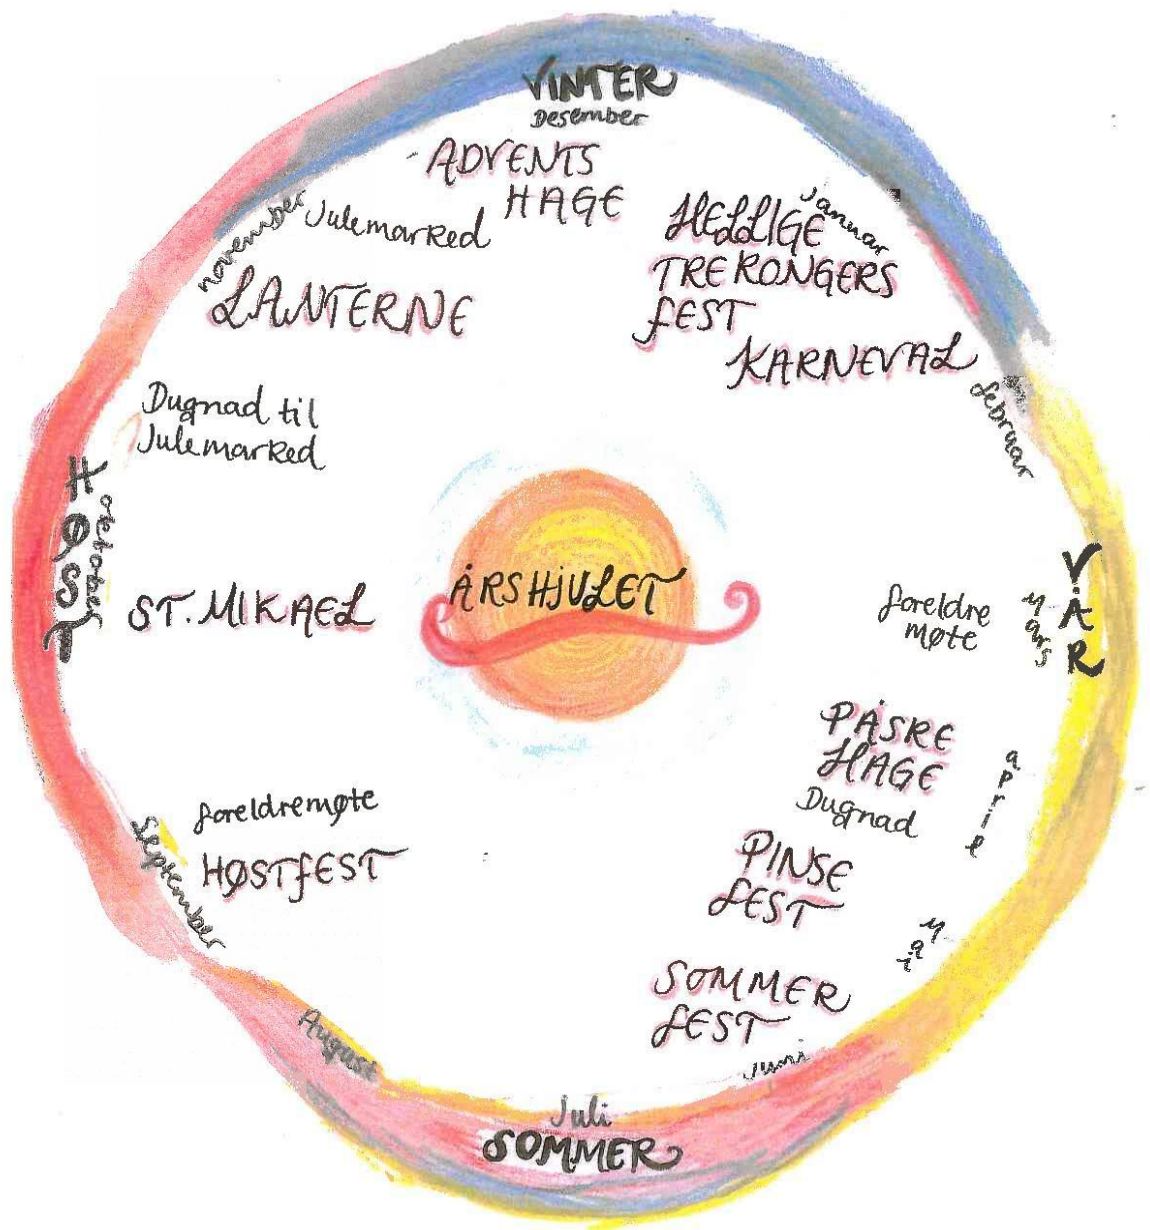 VINTER
Desember
ADVENTS
HAGE
Januar
HELLIGE
TREKONGERS
FEST
KARNEVAL
februar
VÅR
Mars
foreldre
møte
PÅSKE
HAGE
Dugnad
april
PINSE
FEST
Mai
SOMMER
FEST
Juni
Juli
SOMMER
August
September
foreldremøte
HØSTFEST
HØST
oktober
ST. MIKAEL
Dugnad til
Julemarked
november
Julemarked
LANTERNE
ÅRSHJULET